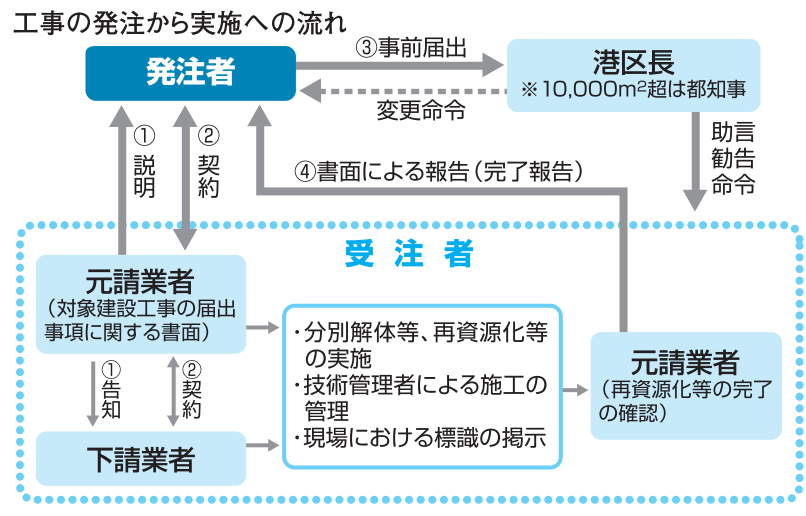 工事の発注から実施への流れ
発注者
③事前届出
変更命令
港区長
※10,000m²超は都知事
①説明
②契約
④書面による報告（完了報告）
助言
勧告
命令
受注者
元請業者
（対象建設工事の届出
事項に関する書面）
①告知
②契約
下請業者
・分別解体等、再資源化等
の実施
・技術管理者による施工の
管理
・現場における標識の掲示
元請業者
（再資源化等の完了
の確認）